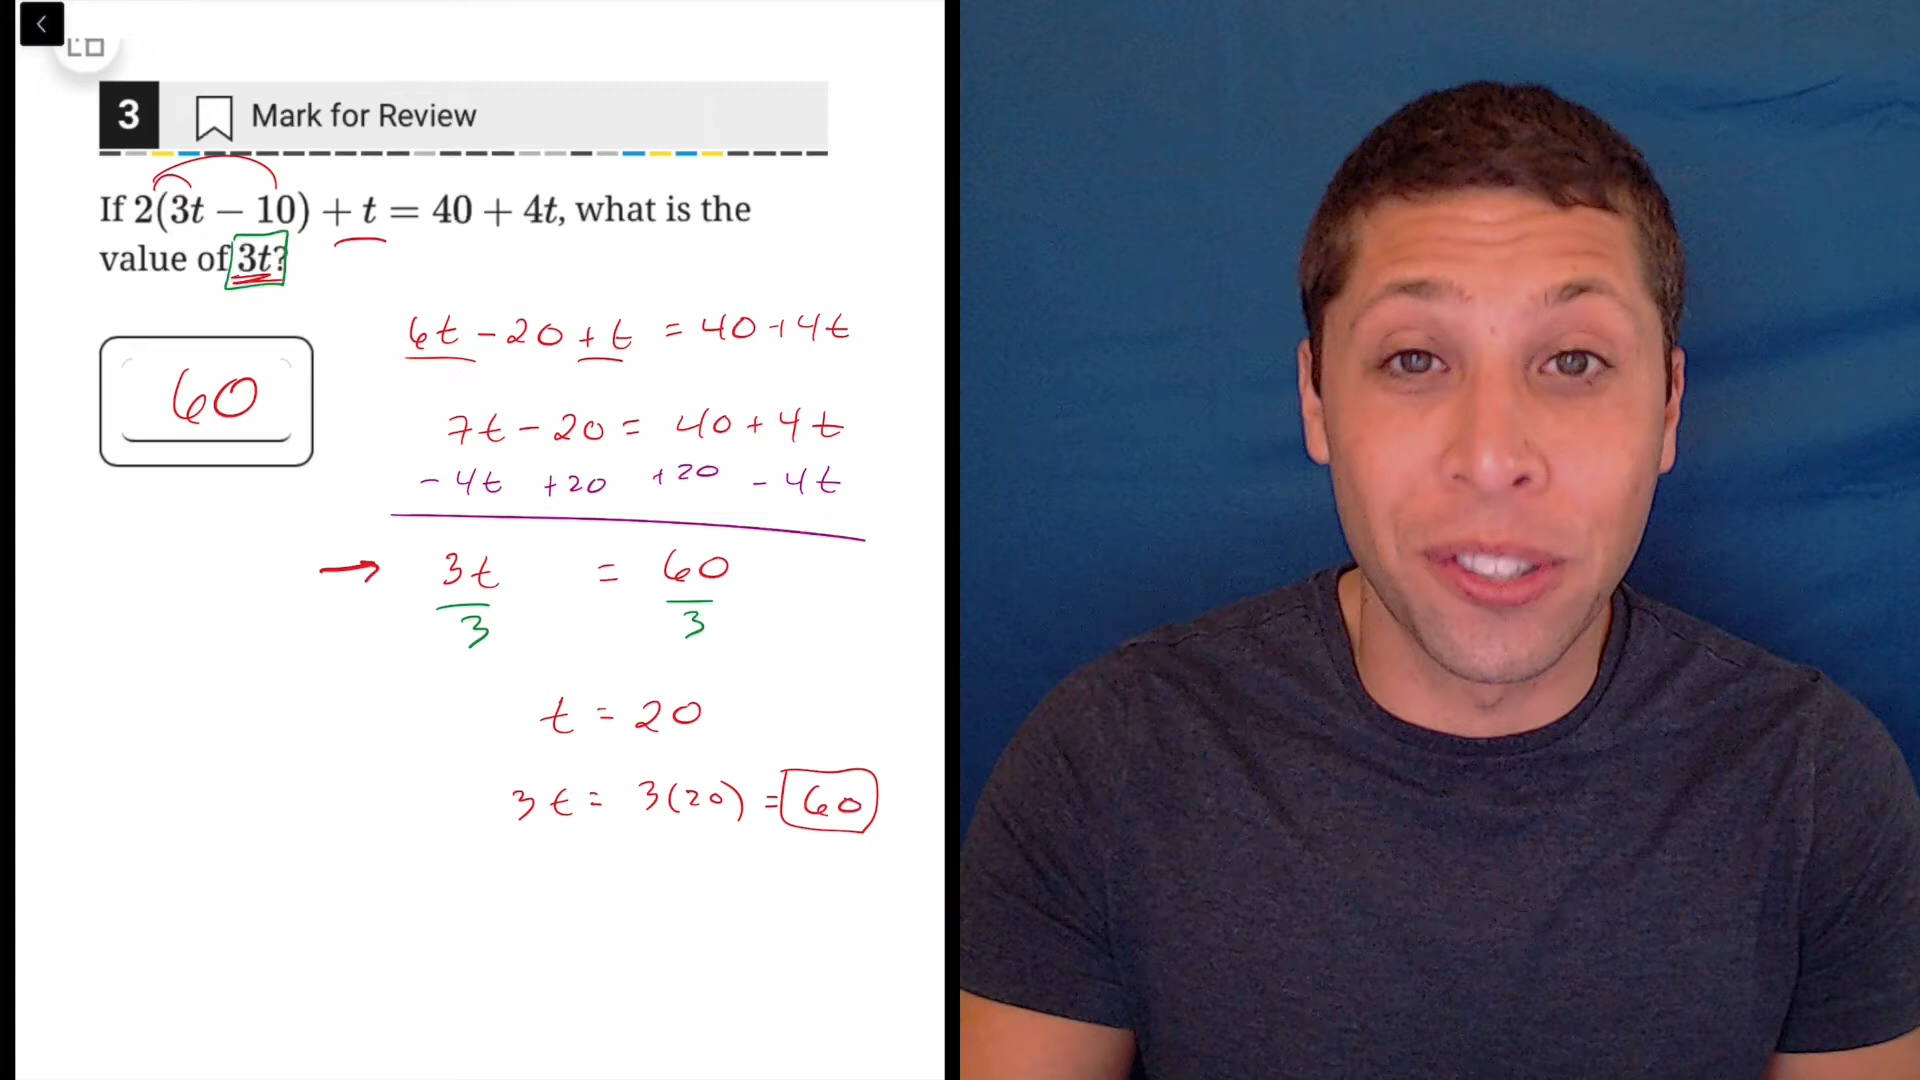 3 Mark for Review
If 2(3t − 10) + t = 40 + 4t, what is the
value of 3t?
6t - 20 + t = 40 + 4t
60
7t - 20 = 40 + 4t
- 4t +20 +20 - 4t
→ 3t = 60
3 3
t = 20
3t = 3(20) = 60